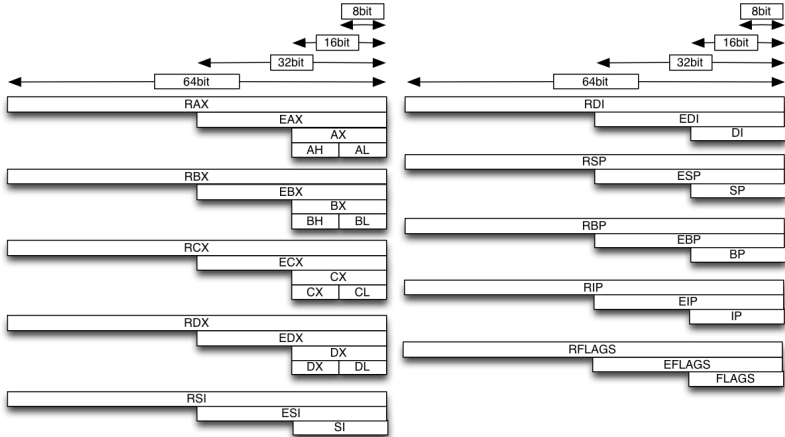 8bit
16bit
32bit
64bit
RAX
EAX
AX
AH AL
RBX
EBX
BX
BH BL
RCX
ECX
CX
CX CL
RDX
EDX
DX
DX DL
RSI
ESI
SI
8bit
16bit
32bit
64bit
RDI
EDI
DI
RSP
ESP
SP
RBP
EBP
BP
RIP
EIP
IP
RFLAGS
EFLAGS
FLAGS